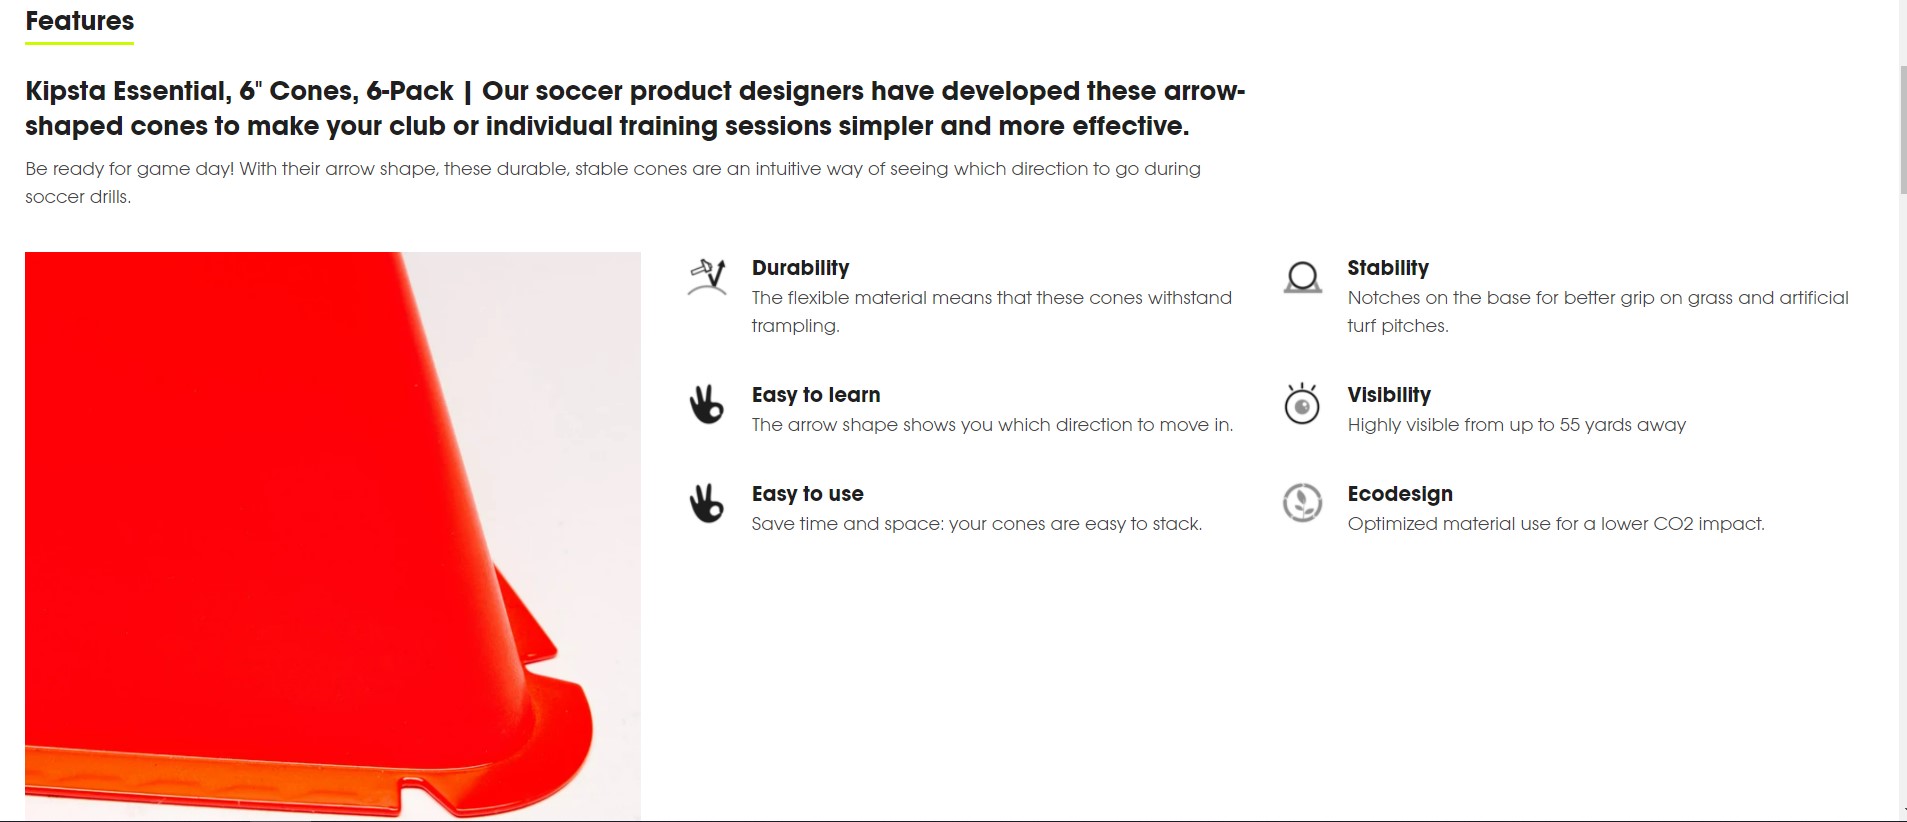 Features
Kipsta Essential, 6" Cones, 6-Pack | Our soccer product designers have developed these arrow-
shaped cones to make your club or individual training sessions simpler and more effective.
Be ready for game day! With their arrow shape, these durable, stable cones are an intuitive way of seeing which direction to go during
soccer drills.
Durability
The flexible material means that these cones withstand
trampling.
Stability
Notches on the base for better grip on grass and artificial
turf pitches.
Easy to learn
The arrow shape shows you which direction to move in.
Visibility
Highly visible from up to 55 yards away
Easy to use
Save time and space: your cones are easy to stack.
Ecodesign
Optimized material use for a lower CO2 impact.